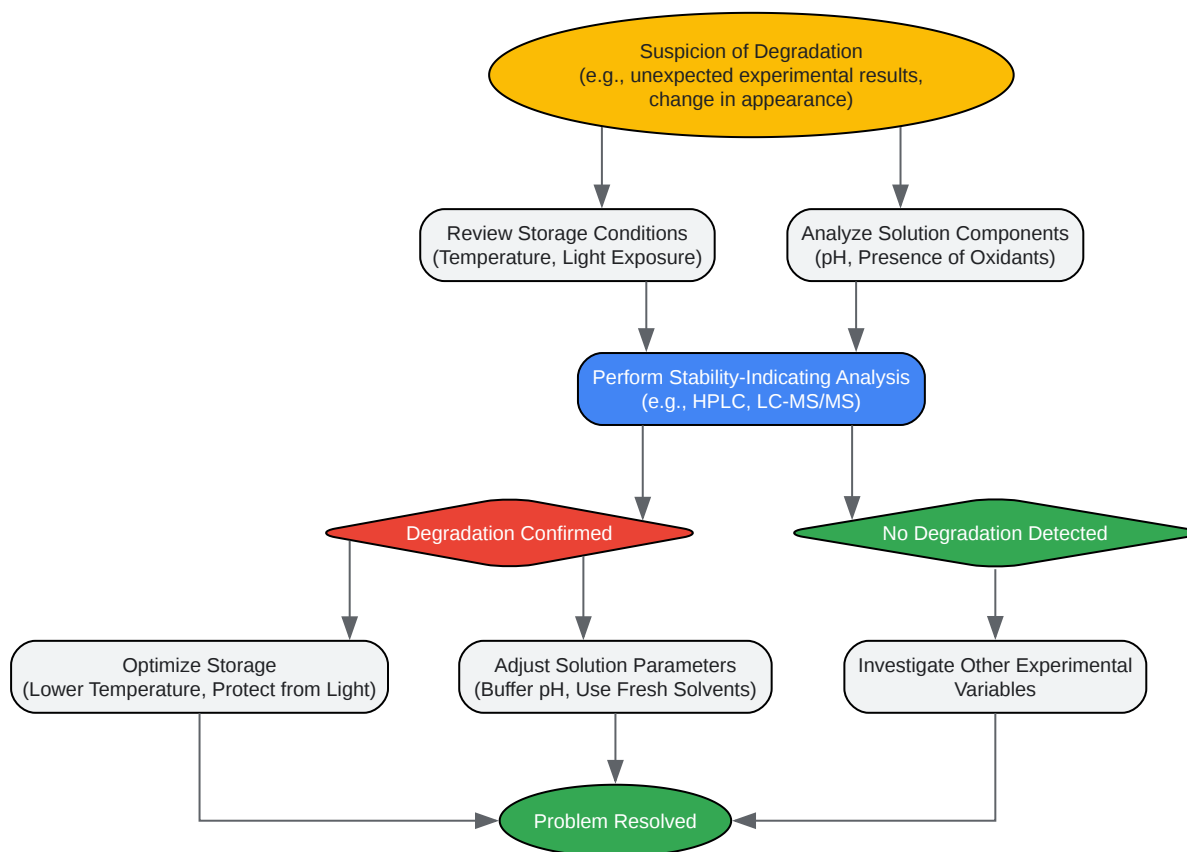 Suspicion of Degradation
(e.g., unexpected experimental results,
change in appearance)
Review Storage Conditions
(Temperature, Light Exposure)
Analyze Solution Components
(pH, Presence of Oxidants)
Perform Stability-Indicating Analysis
(e.g., HPLC, LC-MS/MS)
Degradation Confirmed
No Degradation Detected
Optimize Storage
(Lower Temperature, Protect from Light)
Adjust Solution Parameters
(Buffer pH, Use Fresh Solvents)
Investigate Other Experimental
Variables
Problem Resolved